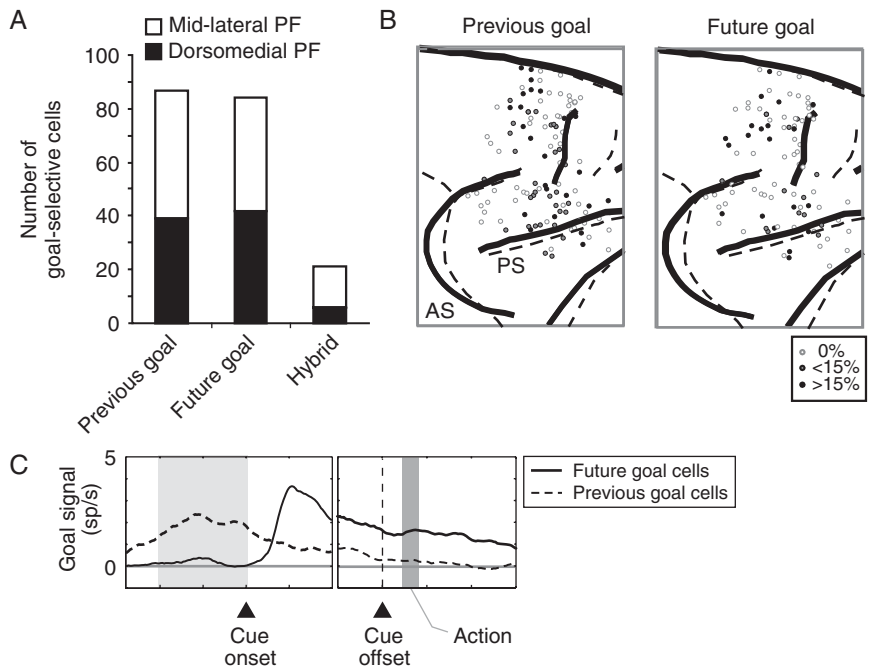 A
Mid-lateral PF
Dorsomedial PF
Number of
goal-selective cells
100
80
60
40
20
0
Previous goal
Future goal
Hybrid
B
Previous goal
Future goal
PS
AS
0%
<15%
>15%
C
Goal signal
(sp/s)
5
0
Future goal cells
Previous goal cells
Cue
onset
Cue
offset
Action